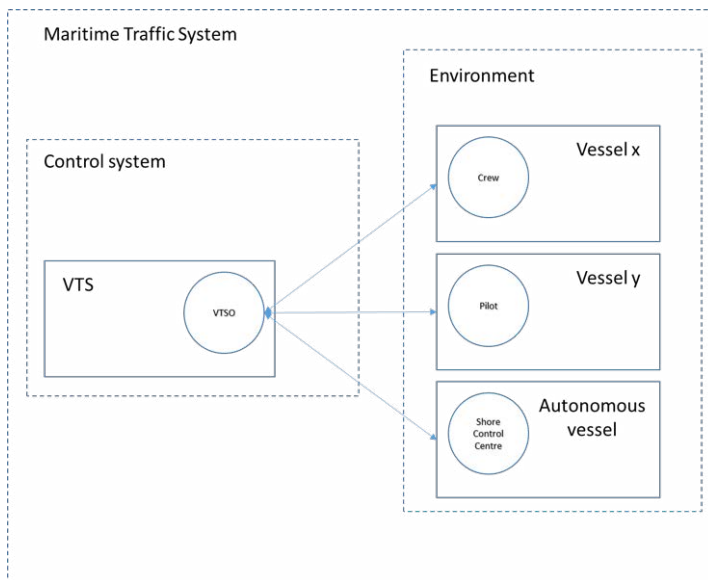 Maritime Traffic System
Environment
Vessel x
Crew
Control system
Vessel y
VTS
VTSO
Pilot
Autonomous
vessel
Shore
Control
Centre